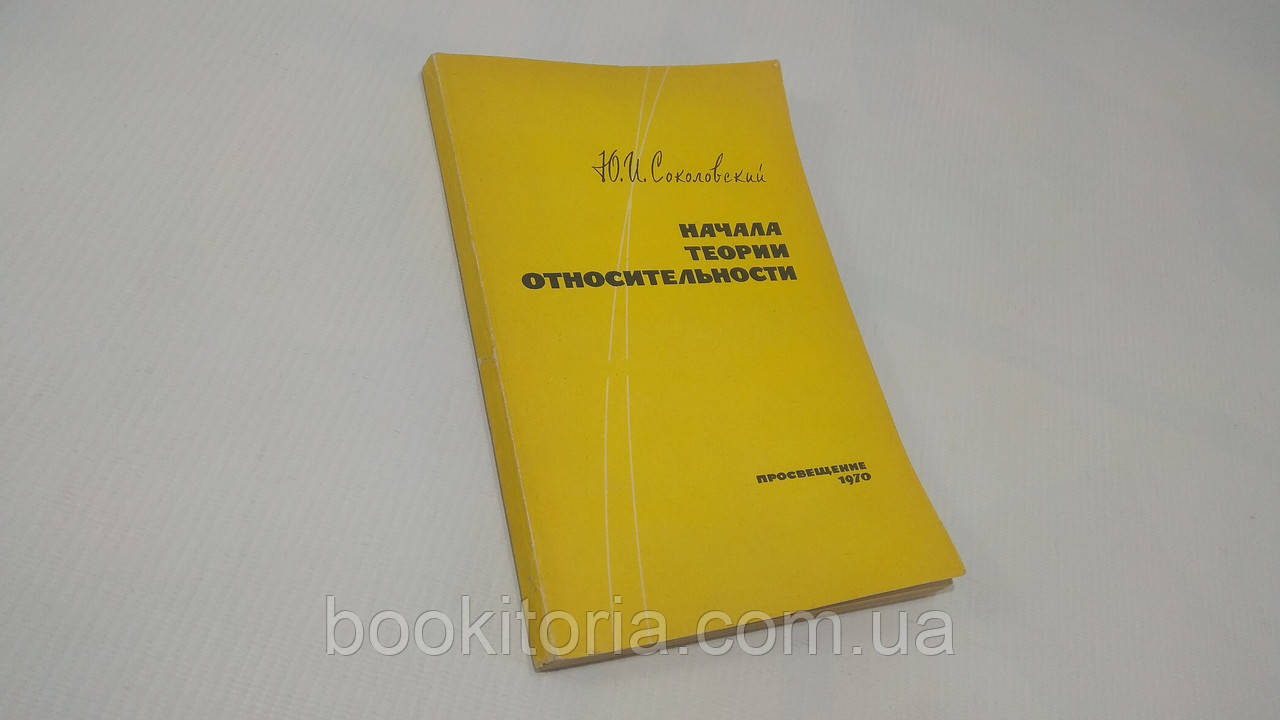 Ю.И. Соколовский
НАЧАЛА
ТЕОРИИ
ОТНОСИТЕЛЬНОСТИ
ПРОСВЕЩЕНИЕ
1970
bookitoria.com.ua